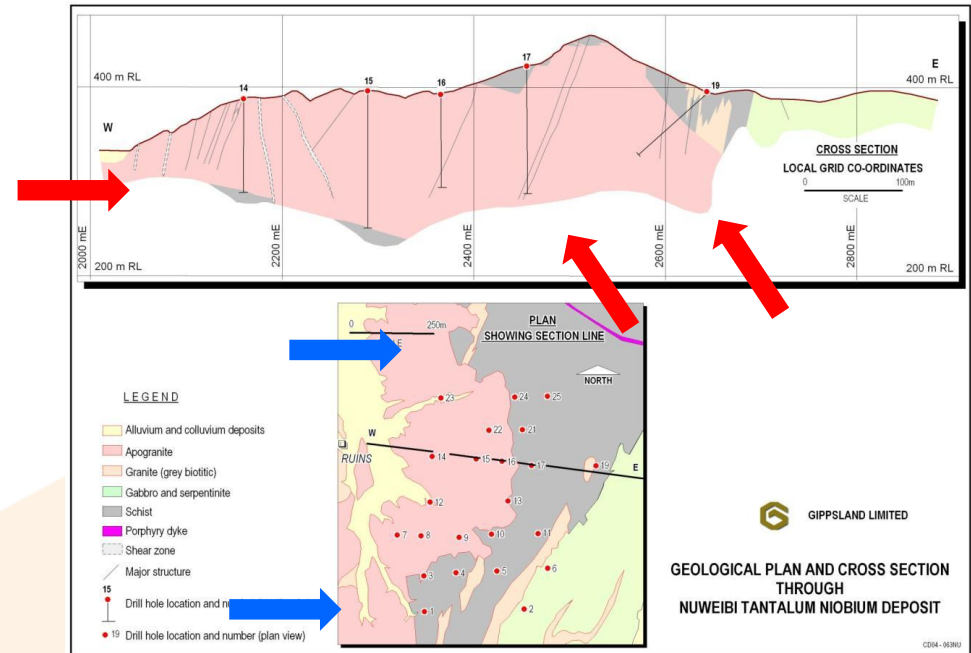 14
15
16
17
19
W
E
400 m RL
400 m RL
200 m RL
200 m RL
2000 mE
2200 mE
2400 mE
2600 mE
2800 mE
CROSS SECTION
LOCAL GRID CO-ORDINATES
0 100m
SCALE
PLAN
SHOWING SECTION LINE
0 250m
NORTH
W
E
RUINS
23
24
25
22
21
14
15
16
17
19
12
13
7
8
9
10
11
3
4
5
6
1
2
LEGEND
Alluvium and colluvium deposits
Apogranite
Granite (grey biotitic)
Gabbro and serpentinite
Schist
Porphyry dyke
Shear zone
Major structure
15
Drill hole location and
19 Drill hole location and number (plan view)
GIPPSLAND LIMITED
GEOLOGICAL PLAN AND CROSS SECTION
THROUGH
NUWEIBI TANTALUM NIOBIUM DEPOSIT
CD04 - 063NU